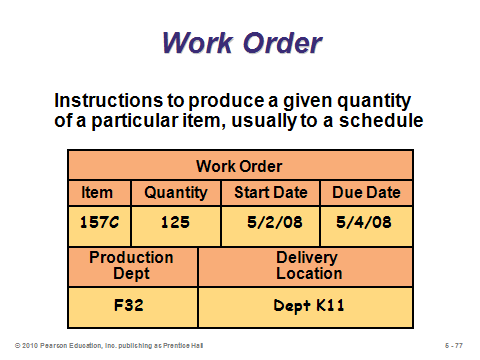 Work Order
Instructions to produce a given quantity
of a particular item, usually to a schedule
Work Order
Item Quantity Start Date Due Date
157C 125 5/2/08 5/4/08
Production Delivery
Dept Location
F32 Dept K11
© 2010 Pearson Education, Inc. publishing as Prentice Hall 6 - 77